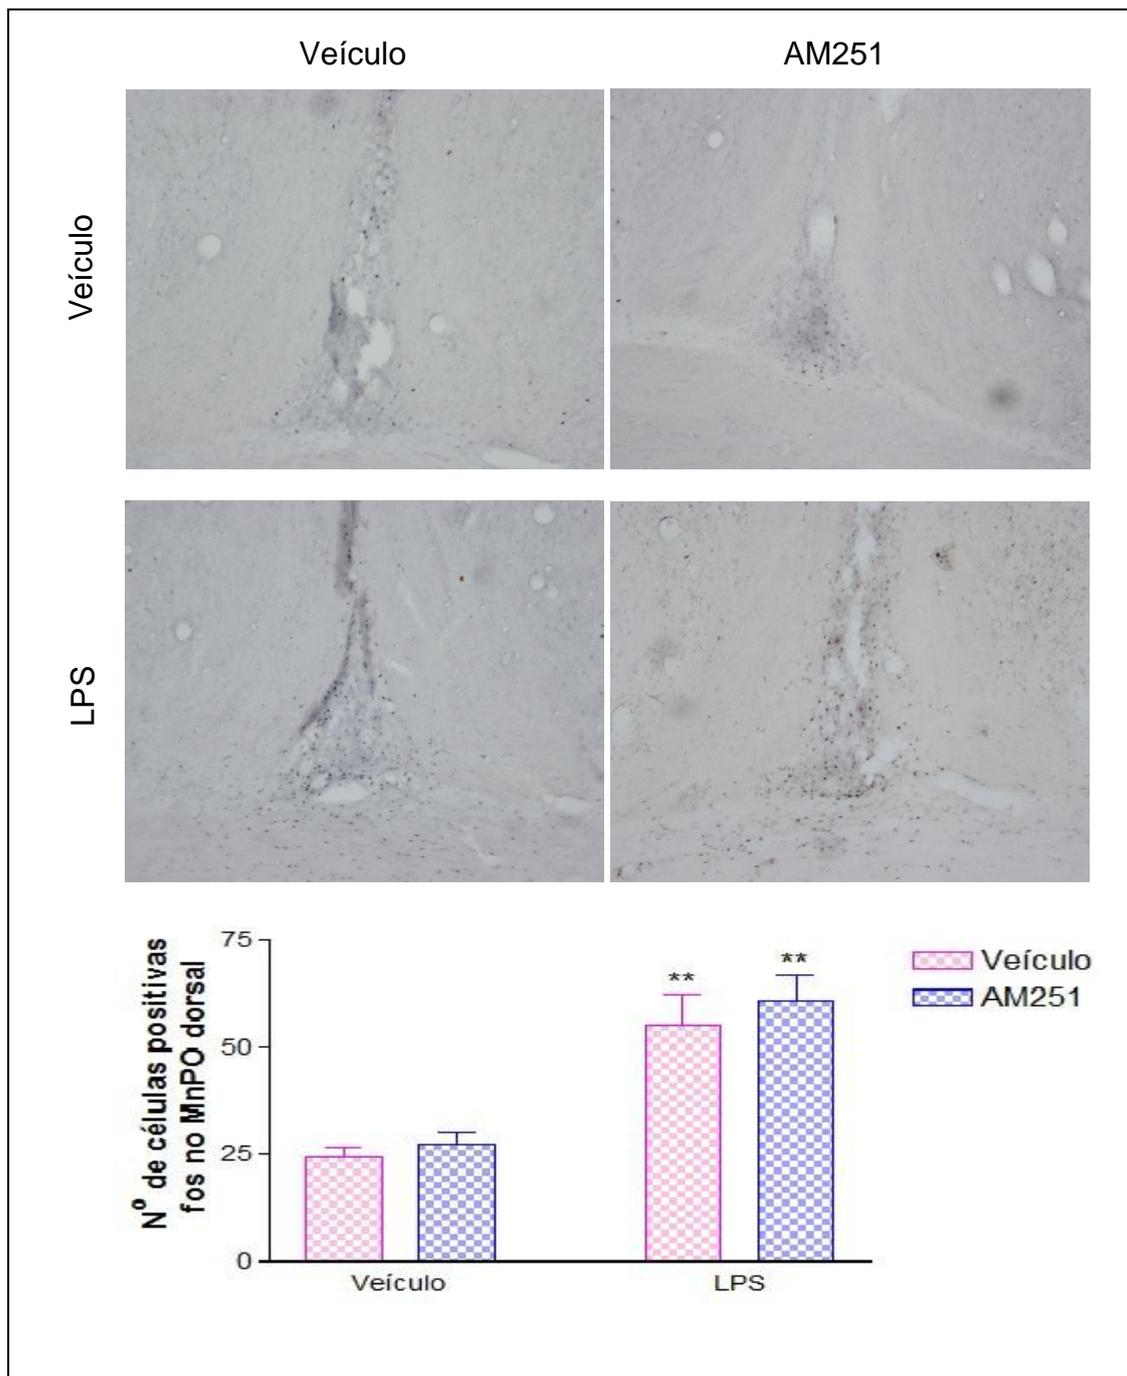 Veículo
AM251
Veículo
LPS
Nº de células positivas
fos no MnPO dorsal
75
50
25
0
**
**
Veículo
LPS
Veículo
AM251